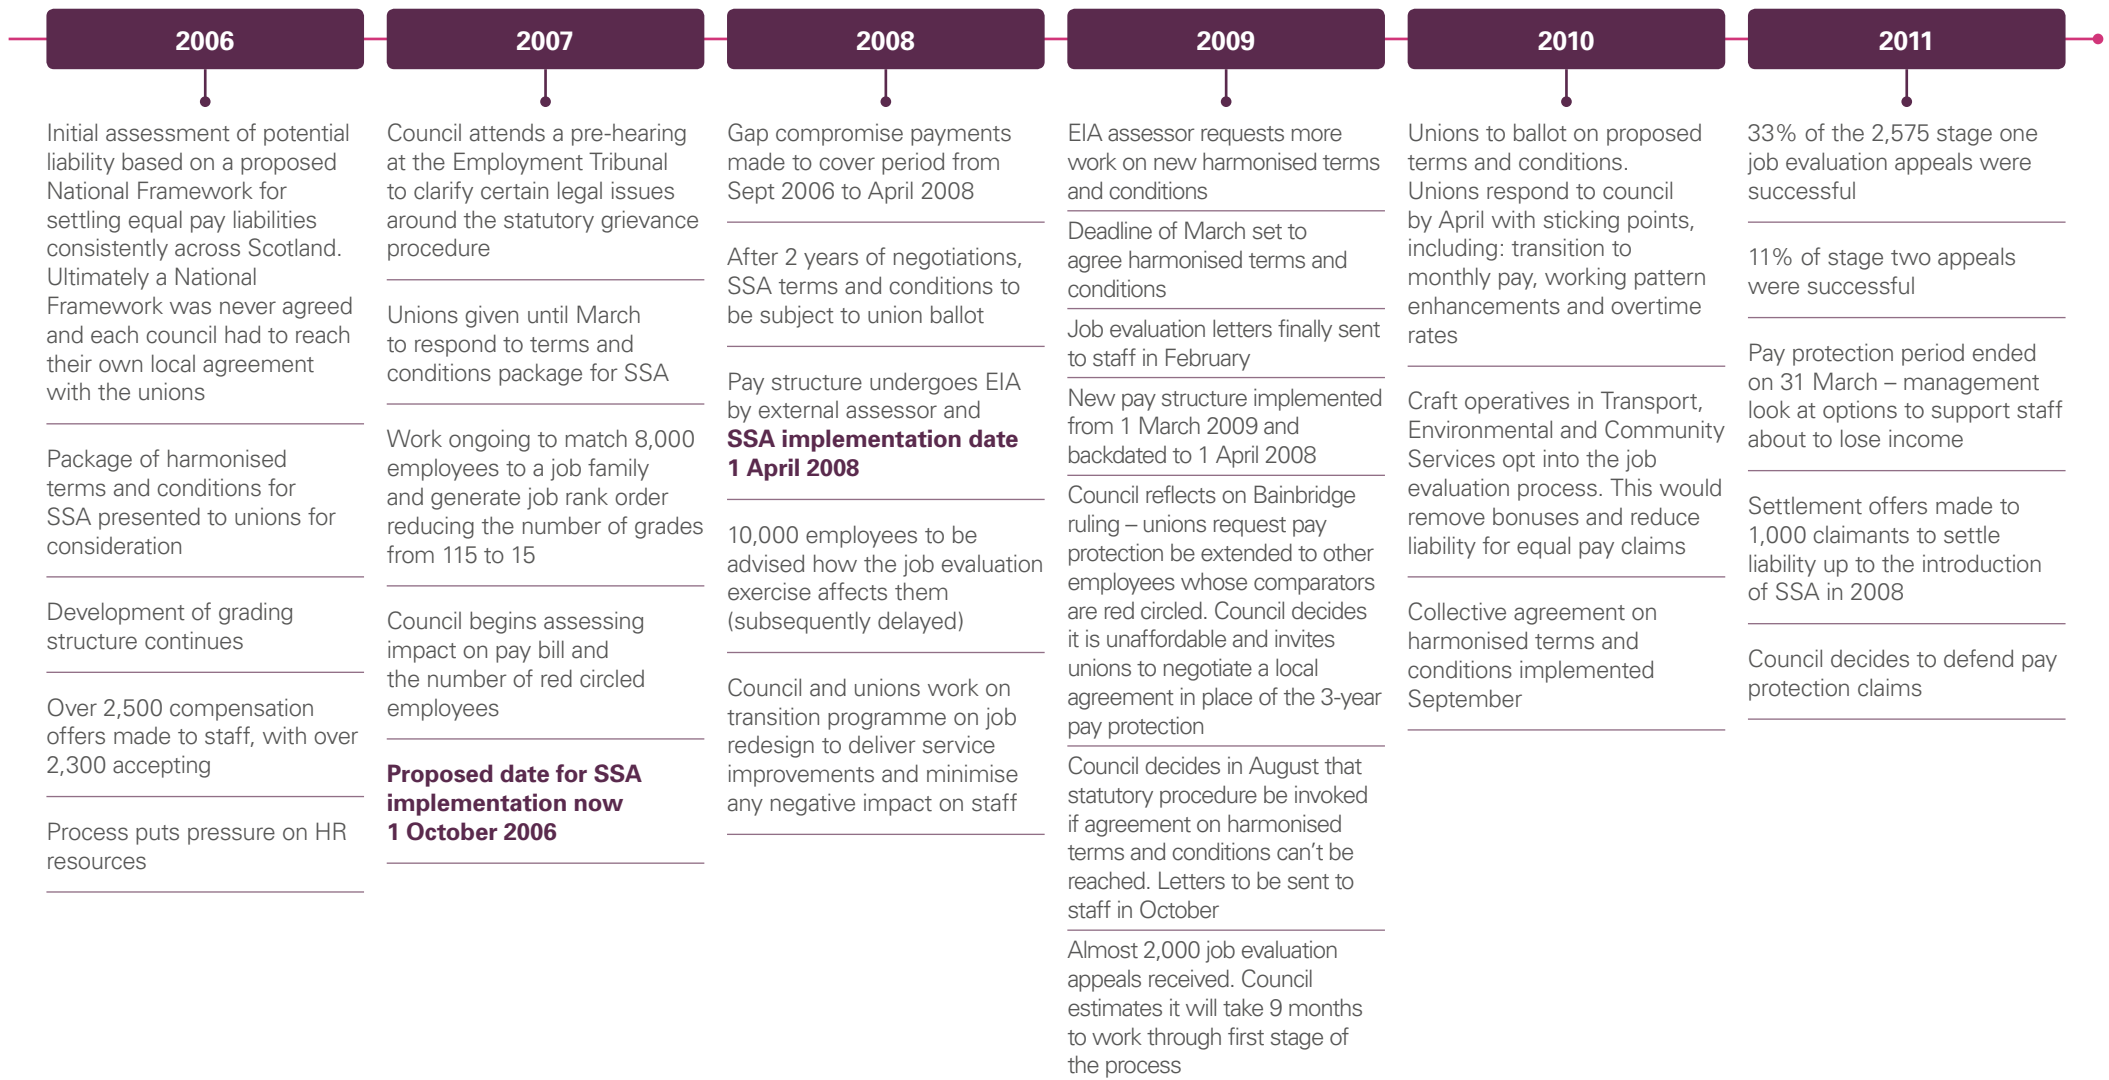 2006
Initial assessment of potential
liability based on a proposed
National Framework for
settling equal pay liabilities
consistently across Scotland.
Ultimately a National
Framework was never agreed
and each council had to reach
their own local agreement
with the unions
Package of harmonised
terms and conditions for
SSA presented to unions for
consideration
Development of grading
structure continues
Over 2,500 compensation
offers made to staff, with over
2,300 accepting
Process puts pressure on HR
resources
2007
Council attends a pre-hearing
at the Employment Tribunal
to clarify certain legal issues
around the statutory grievance
procedure
Unions given until March
to respond to terms and
conditions package for SSA
Work ongoing to match 8,000
employees to a job family
and generate job rank order
reducing the number of grades
from 115 to 15
Council begins assessing
impact on pay bill and
the number of red circled
employees
Proposed date for SSA
implementation now
1 October 2006
2008
Gap compromise payments
made to cover period from
Sept 2006 to April 2008
After 2 years of negotiations,
SSA terms and conditions to
be subject to union ballot
Pay structure undergoes EIA
by external assessor and
SSA implementation date
1 April 2008
10,000 employees to be
advised how the job evaluation
exercise affects them
(subsequently delayed)
Council and unions work on
transition programme on job
redesign to deliver service
improvements and minimise
any negative impact on staff
2009
EIA assessor requests more
work on new harmonised terms
and conditions
Deadline of March set to
agree harmonised terms and
conditions
Job evaluation letters finally sent
to staff in February
New pay structure implemented
from 1 March 2009 and
backdated to 1 April 2008
Council reflects on Bainbridge
ruling – unions request pay
protection be extended to other
employees whose comparators
are red circled. Council decides
it is unaffordable and invites
unions to negotiate a local
agreement in place of the 3-year
pay protection
Council decides in August that
statutory procedure be invoked
if agreement on harmonised
terms and conditions can't be
reached. Letters to be sent to
staff in October
Almost 2,000 job evaluation
appeals received. Council
estimates it will take 9 months
to work through first stage of
the process
2010
Unions to ballot on proposed
terms and conditions.
Unions respond to council
by April with sticking points,
including: transition to
monthly pay, working pattern
enhancements and overtime
rates
Craft operatives in Transport,
Environmental and Community
Services opt into the job
evaluation process. This would
remove bonuses and reduce
liability for equal pay claims
Collective agreement on
harmonised terms and
conditions implemented
September
2011
33% of the 2,575 stage one
job evaluation appeals were
successful
11% of stage two appeals
were successful
Pay protection period ended
on 31 March – management
look at options to support staff
about to lose income
Settlement offers made to
1,000 claimants to settle
liability up to the introduction
of SSA in 2008
Council decides to defend pay
protection claims